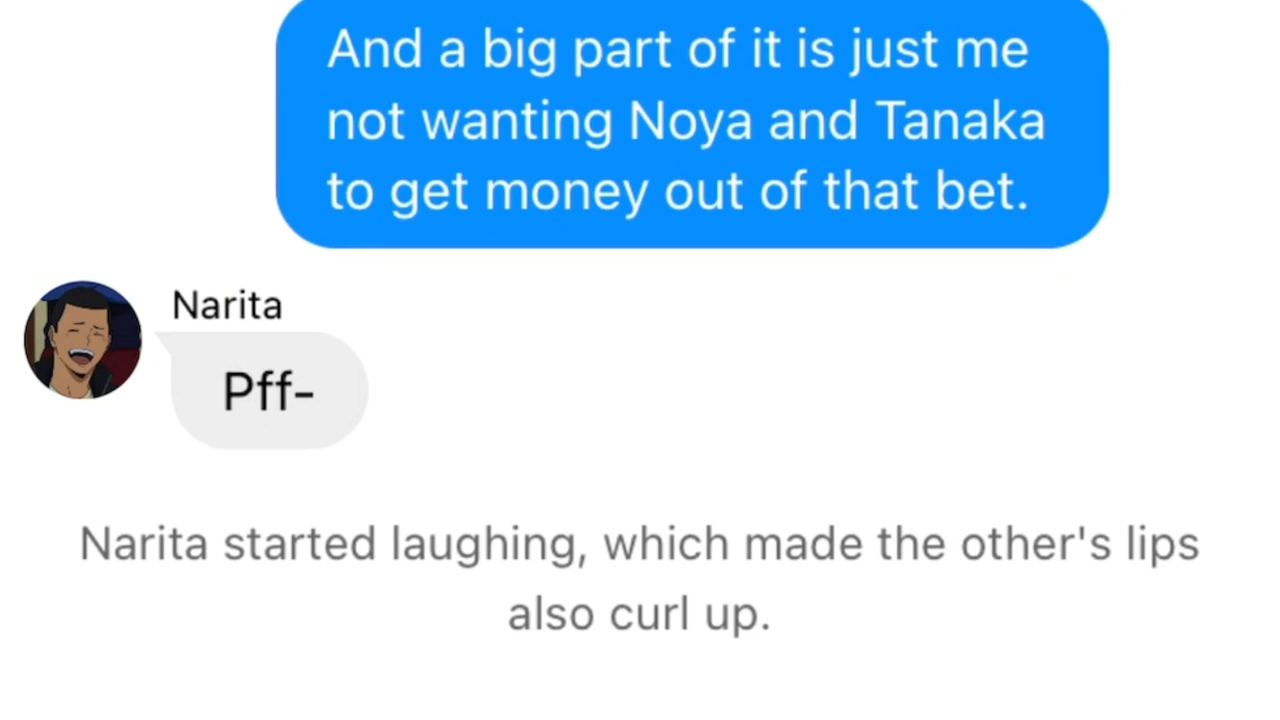 And a big part of it is just me
not wanting Noya and Tanaka
to get money out of that bet.
Narita
Pff-
Narita started laughing, which made the other's lips
also curl up.